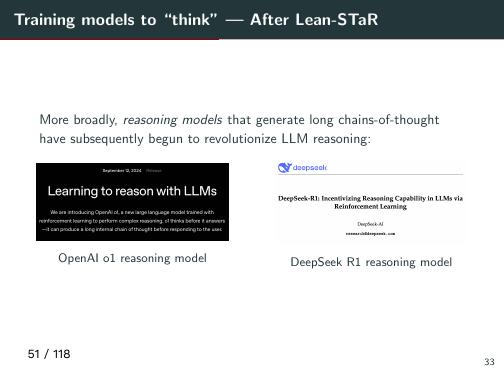 Training models to “think” — After Lean-STaR
More broadly, reasoning models that generate long chains-of-thought
have subsequently begun to revolutionize LLM reasoning:
September 12, 2024 Release
Learning to reason with LLMs
We are introducing OpenAI o1, a new large language model trained with
reinforcement learning to perform complex reasoning. o1 thinks before it answers
—it can produce a long internal chain of thought before responding to the user.
OpenAI o1 reasoning model
deepseek
DeepSeek-R1: Incentivizing Reasoning Capability in LLMs via
Reinforcement Learning
DeepSeek-AI
research@deepseek.com
DeepSeek R1 reasoning model
51 / 118
33